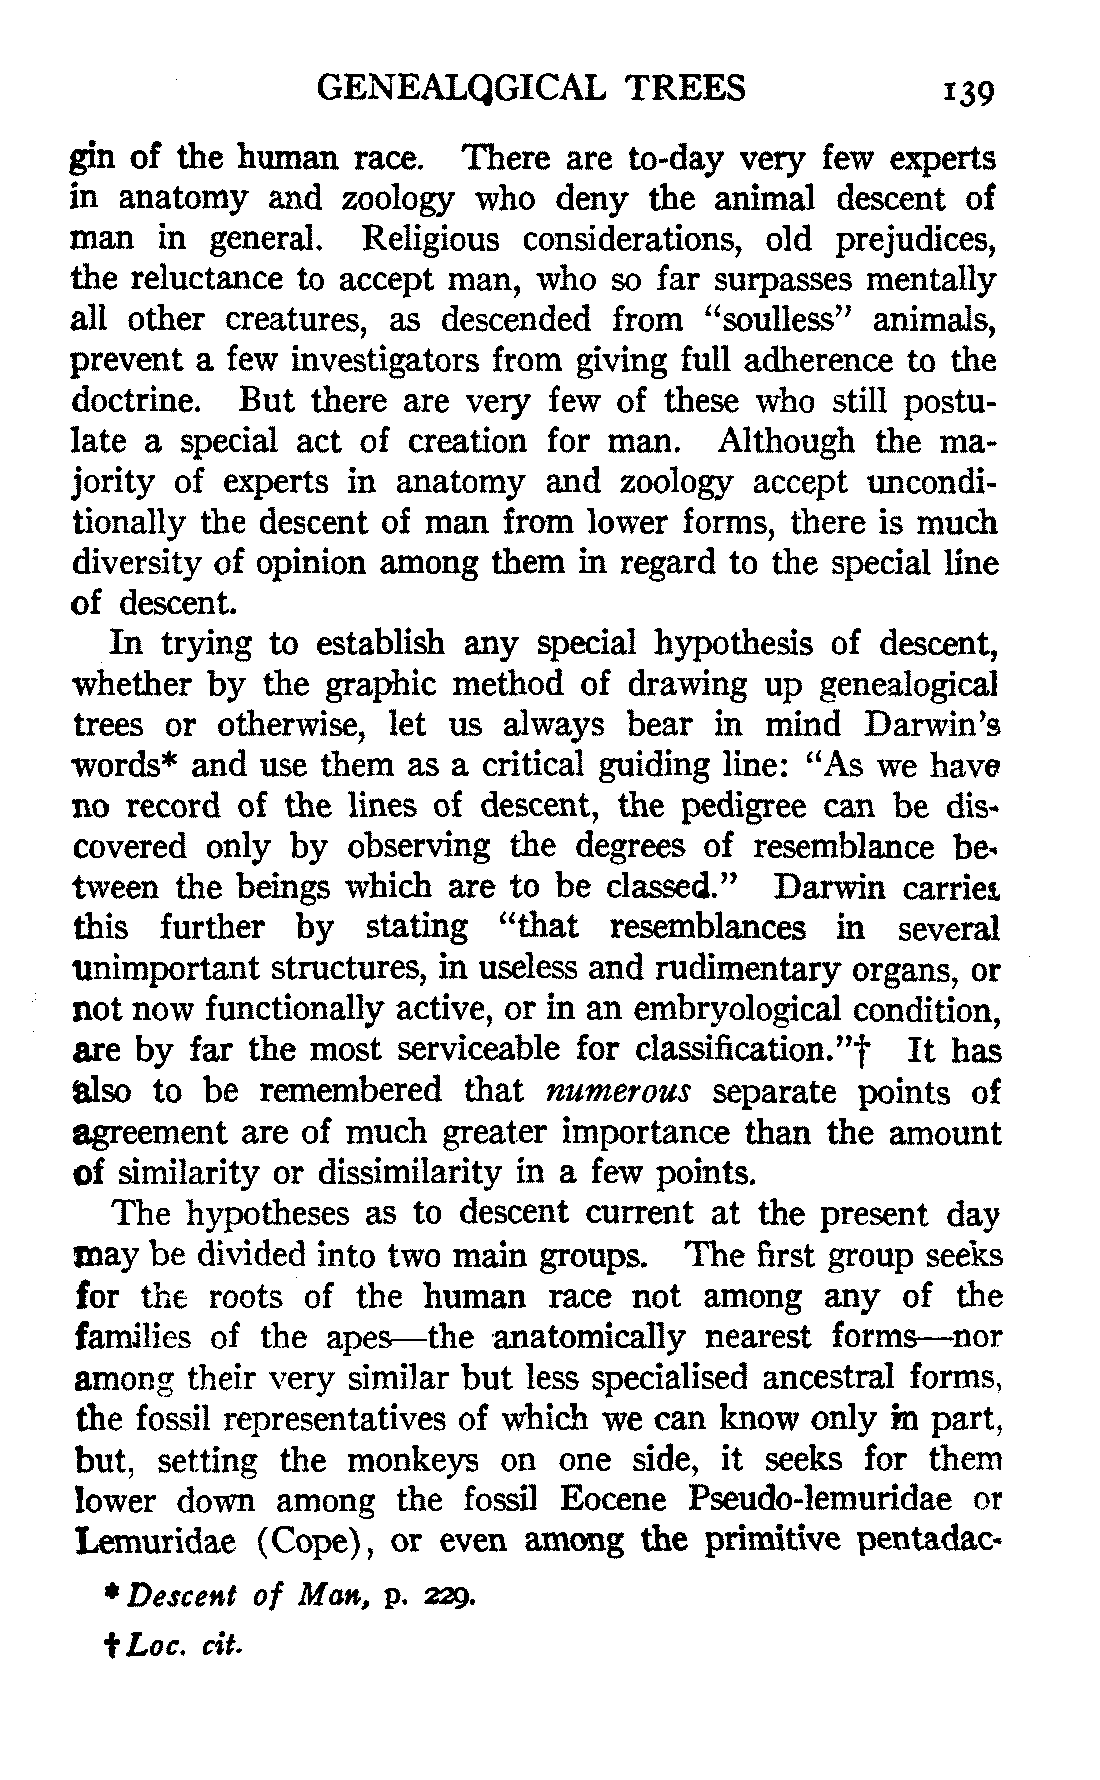 GENEALOGICAL TREES 139
gin of the human race. There are to-day very few experts
in anatomy and zoology who deny the animal descent of
man in general. Religious considerations, old prejudices,
the reluctance to accept man, who so far surpasses mentally
all other creatures, as descended from “soulless” animals,
prevent a few investigators from giving full adherence to the
doctrine. But there are very few of these who still postu-
late a special act of creation for man. Although the ma-
jority of experts in anatomy and zoology accept uncondi-
tionally the descent of man from lower forms, there is much
diversity of opinion among them in regard to the special line
of descent.
In trying to establish any special hypothesis of descent,
whether by the graphic method of drawing up genealogical
trees or otherwise, let us always bear in mind Darwin's
words* and use them as a critical guiding line: “As we have
no record of the lines of descent, the pedigree can be dis-
covered only by observing the degrees of resemblance be-
tween the beings which are to be classed.” Darwin carries
this further by stating “that resemblances in several
unimportant structures, in useless and rudimentary organs, or
not now functionally active, or in an embryological condition,
are by far the most serviceable for classification.”† It has
also to be remembered that numerous separate points of
agreement are of much greater importance than the amount
of similarity or dissimilarity in a few points.
The hypotheses as to descent current at the present day
may be divided into two main groups. The first group seeks
for the roots of the human race not among any of the
families of the apes—the anatomically nearest forms—nor
among their very similar but less specialised ancestral forms,
the fossil representatives of which we can know only in part,
but, setting the monkeys on one side, it seeks for them
lower down among the fossil Eocene Pseudo-lemuridae or
Lemuridae (Cope), or even among the primitive pentadac-
* Descent of Man, p. 229.
† Loc. cit.